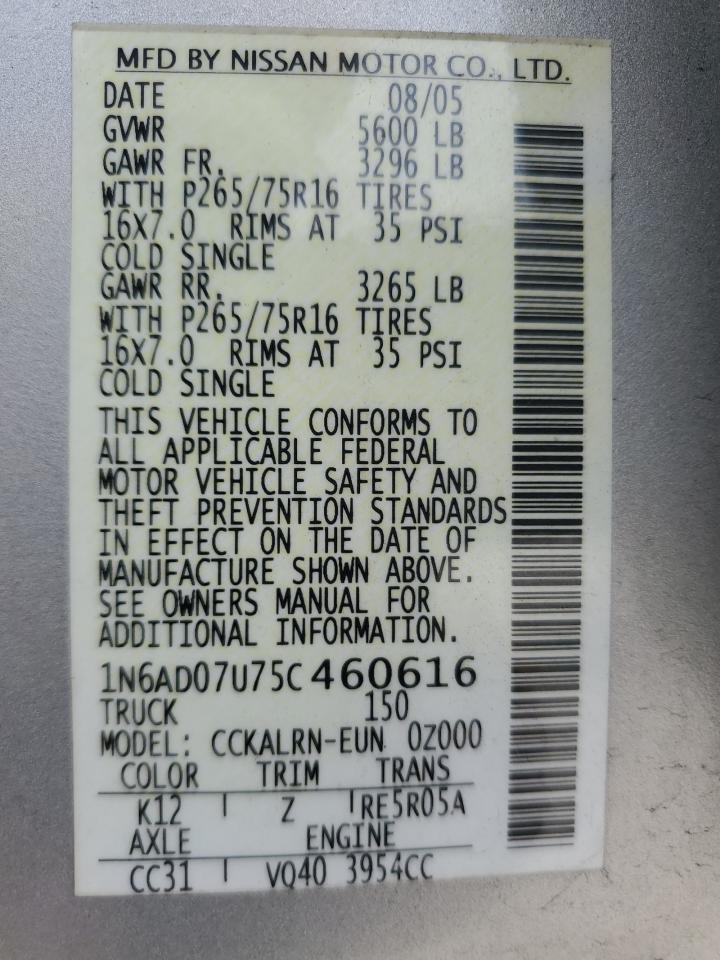 MFD BY NISSAN MOTOR CO., LTD.
DATE 08/05
GVWR 5600 LB
GAWR FR. 3296 LB
WITH P265/75R16 TIRES
16X7.0 RIMS AT 35 PSI
COLD SINGLE
GAWR RR. 3265 LB
WITH P265/75R16 TIRES
16X7.0 RIMS AT 35 PSI
COLD SINGLE
THIS VEHICLE CONFORMS TO
ALL APPLICABLE FEDERAL
MOTOR VEHICLE SAFETY AND
THEFT PREVENTION STANDARDS
IN EFFECT ON THE DATE OF
MANUFACTURE SHOWN ABOVE.
SEE OWNERS MANUAL FOR
ADDITIONAL INFORMATION.
1N6AD07U75C460616
TRUCK 150
MODEL: CCKALRN-EUN 0Z000
COLOR TRIM TRANS
K12 Z RE5R05A
AXLE ENGINE
CC31 VQ40 3954CC